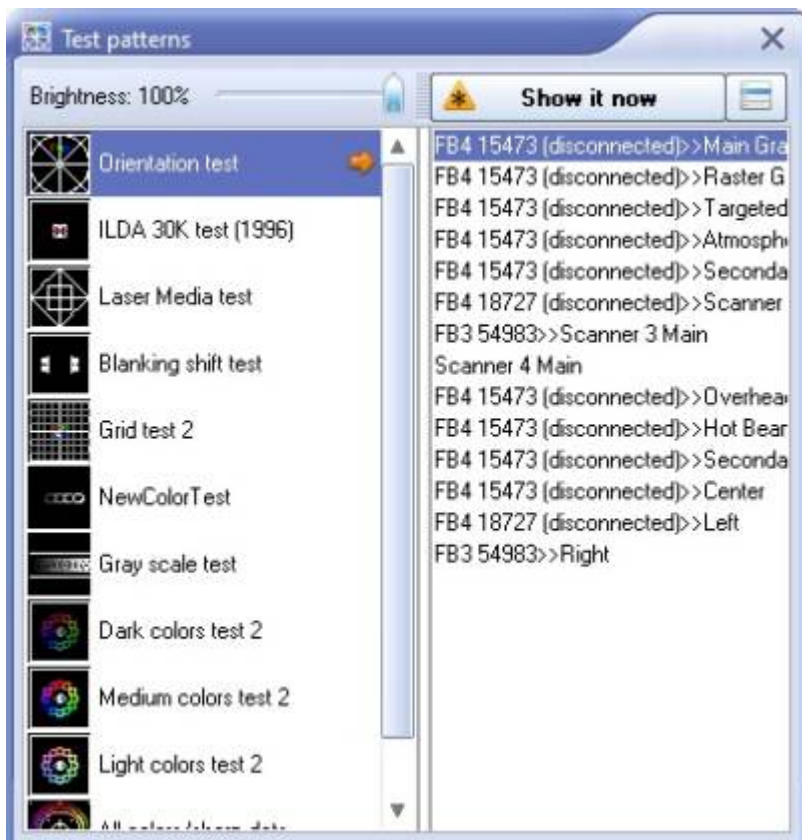 Test patterns
Brightness: 100%
Show it now
Orientation test
ILDA 30K test (1996)
Laser Media test
Blanking shift test
Grid test 2
NewColorTest
Gray scale test
Dark colors test 2
Medium colors test 2
Light colors test 2
FB4 15473 (disconnected)>>Main Gra
FB4 15473 (disconnected)>>Raster G
FB4 15473 (disconnected)>>Targeted
FB4 15473 (disconnected)>>Atmosph
FB4 15473 (disconnected)>>Seconda
FB4 18727 (disconnected)>>Scanner
FB3 54983>>Scanner 3 Main
Scanner 4 Main
FB4 15473 (disconnected)>>Overhea
FB4 15473 (disconnected)>>Hot Bear
FB4 15473 (disconnected)>>Seconda
FB4 15473 (disconnected)>>Center
FB4 18727 (disconnected)>>Left
FB3 54983>>Right